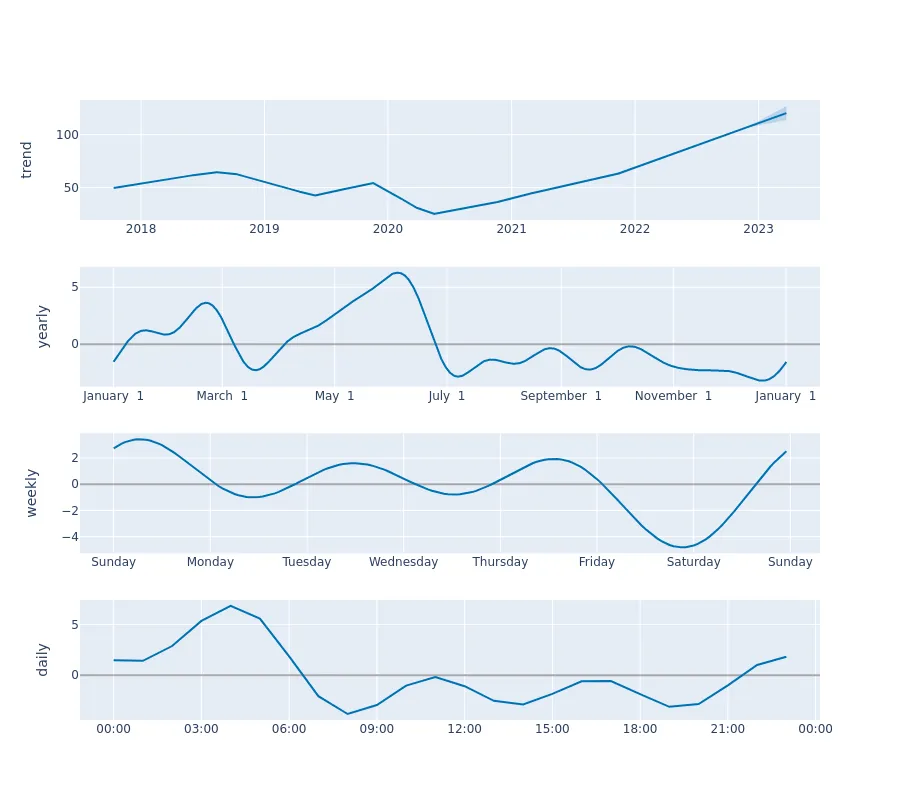 trend
100
50
2018 2019 2020 2021 2022 2023
yearly
5
0
January 1 March 1 May 1 July 1 September 1 November 1 January 1
weekly
2
0
−2
−4
Sunday Monday Tuesday Wednesday Thursday Friday Saturday Sunday
daily
5
0
00:00 03:00 06:00 09:00 12:00 15:00 18:00 21:00 00:00